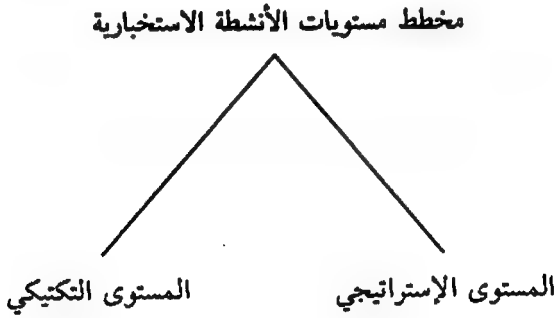 مخطط مستويات الأنشطة الاستخبارية
المستوى الإستراتيجي
المستوى التكتيكي